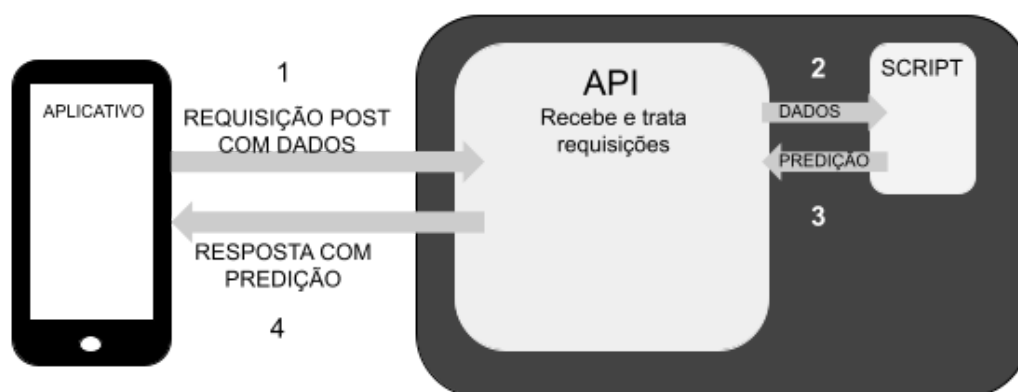 APLICATIVO
1
REQUISIÇÃO POST
COM DADOS
RESPOSTA COM
PREDIÇÃO
4
API
Recebe e trata
requisições
2
DADOS
PREDIÇÃO
3
SCRIPT